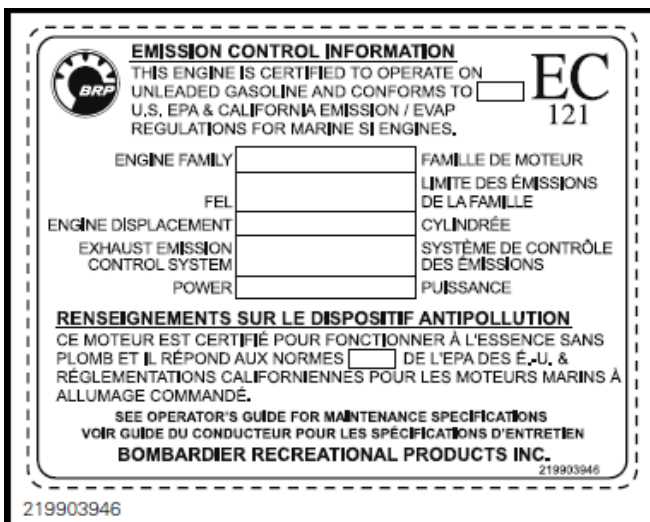 BRP
EMISSION CONTROL INFORMATION
THIS ENGINE IS CERTIFIED TO OPERATE ON
UNLEADED GASOLINE AND CONFORMS TO
U.S. EPA & CALIFORNIA EMISSION / EVAP
REGULATIONS FOR MARINE SI ENGINES.
EC
121
ENGINE FAMILY FAMILLE DE MOTEUR
FEL LIMITE DES ÉMISSIONS
DE LA FAMILLE
ENGINE DISPLACEMENT CYLINDRÉE
EXHAUST EMISSION SYSTÈME DE CONTRÔLE
CONTROL SYSTEM DES ÉMISSIONS
POWER PUISSANCE
RENSEIGNEMENTS SUR LE DISPOSITIF ANTIPOLLUTION
CE MOTEUR EST CERTIFIÉ POUR FONCTIONNER À L'ESSENCE SANS
PLOMB ET IL RÉPOND AUX NORMES DE L'EPA DES É.-U. &
RÉGLEMENTATIONS CALIFORNIENNES POUR LES MOTEURS MARINS À
ALLUMAGE COMMANDÉ.
SEE OPERATOR'S GUIDE FOR MAINTENANCE SPECIFICATIONS
VOIR GUIDE DU CONDUCTEUR POUR LES SPÉCIFICATIONS D'ENTRETIEN
BOMBARDIER RECREATIONAL PRODUCTS INC.
219903946
219903946